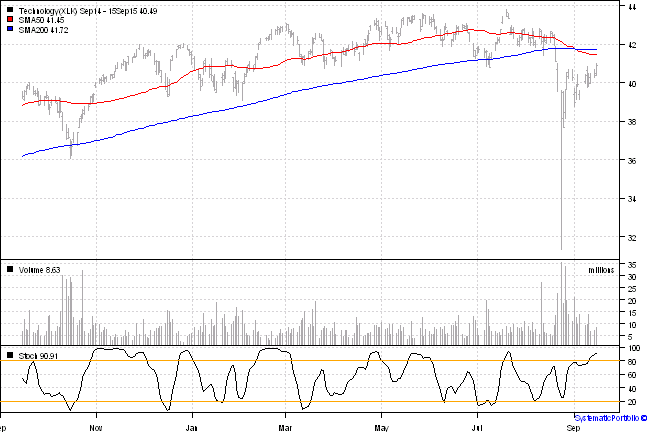 Technology(XLK) Sep14 - 15Sep15 40.49
SMA50 41.45
SMA200 41.72
44
42
40
38
36
34
32
Volume 8.63
millions
35
30
25
20
15
10
5
Stoch 90.91
100
80
60
40
20
ep
Nov
Jan
Mar
May
Jul
Sep
SystematicPortfolio ©